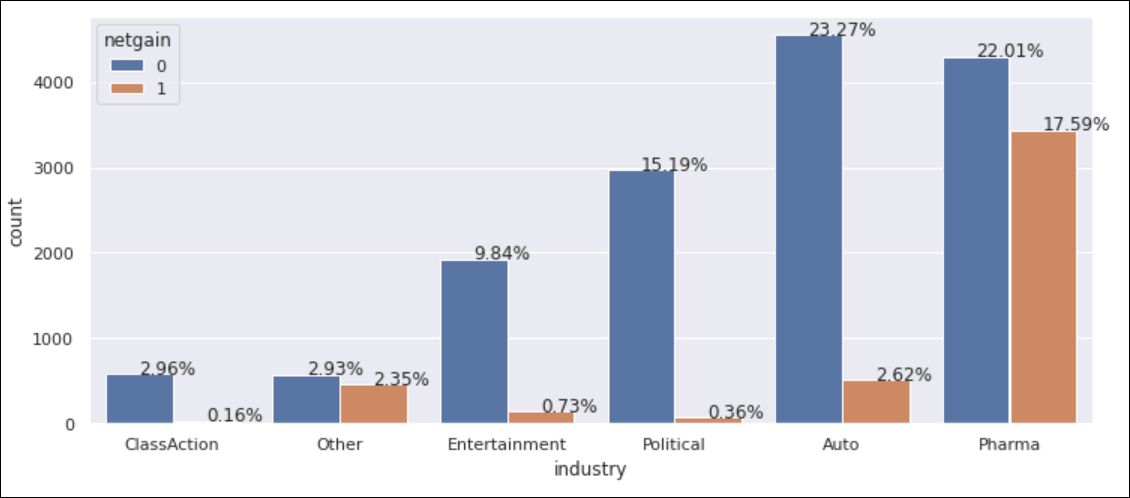 netgain
0
1
4000
3000
2000
1000
0
count
2.96%
0.16%
2.93%
2.35%
9.84%
0.73%
15.19%
0.36%
23.27%
2.62%
22.01%
17.59%
ClassAction
Other
Entertainment
Political
Auto
Pharma
industry